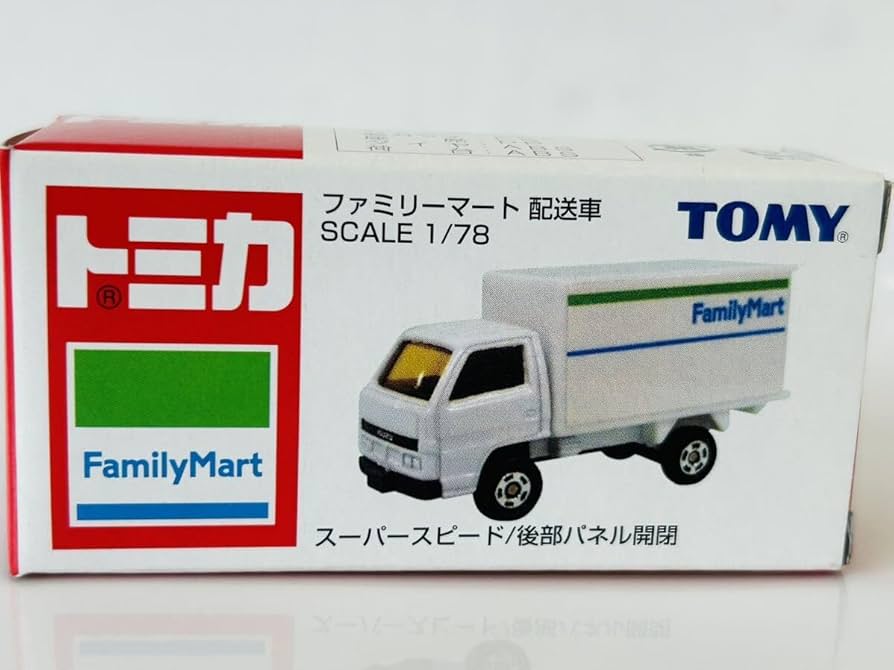 トミカ®
FamilyMart
ファミリーマート 配送車
SCALE 1/78
TOMY®
FamilyMart
ISUZU
スーパースピード/後部パネル開閉